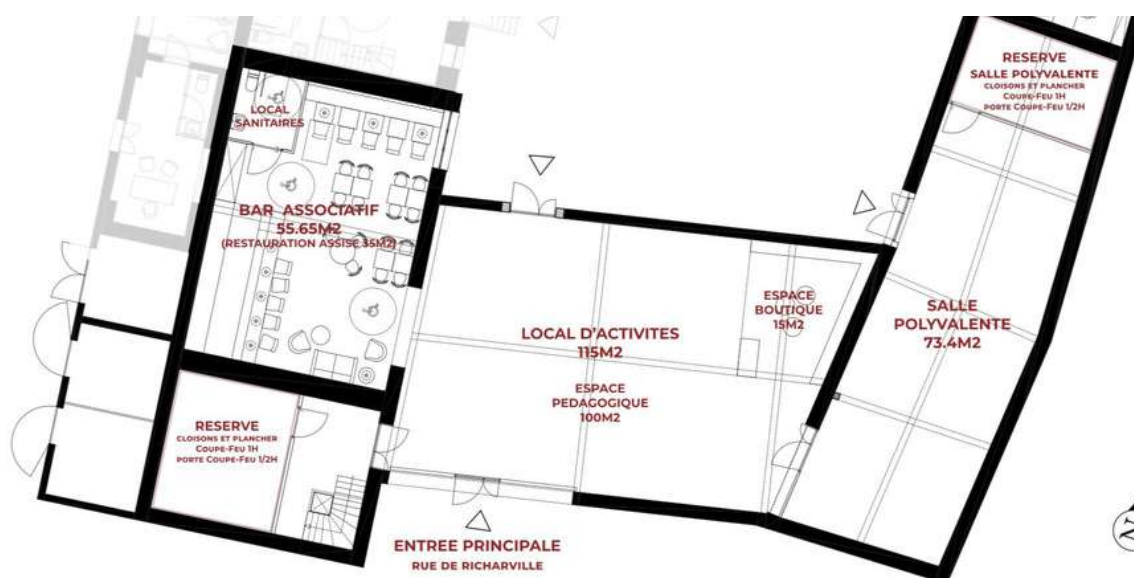 RESERVE
SALLE POLYVALENTE
CLOISONS ET PLANCHER
COUPE-FEU 1H
PORTE COUPE-FEU 1/2H
LOCAL
SANITAIRES
BAR ASSOCIATIF
55.65M2
(RESTAURATION ASSISE 35M2)
ESPACE
BOUTIQUE
15M2
LOCAL D'ACTIVITES
115M2
SALLE
POLYVALENTE
73.4M2
ESPACE
PEDAGOGIQUE
100M2
RESERVE
CLOISONS ET PLANCHER
COUPE-FEU 1H
PORTE COUPE-FEU 1/2H
N
ENTREE PRINCIPALE
RUE DE RICHARVILLE